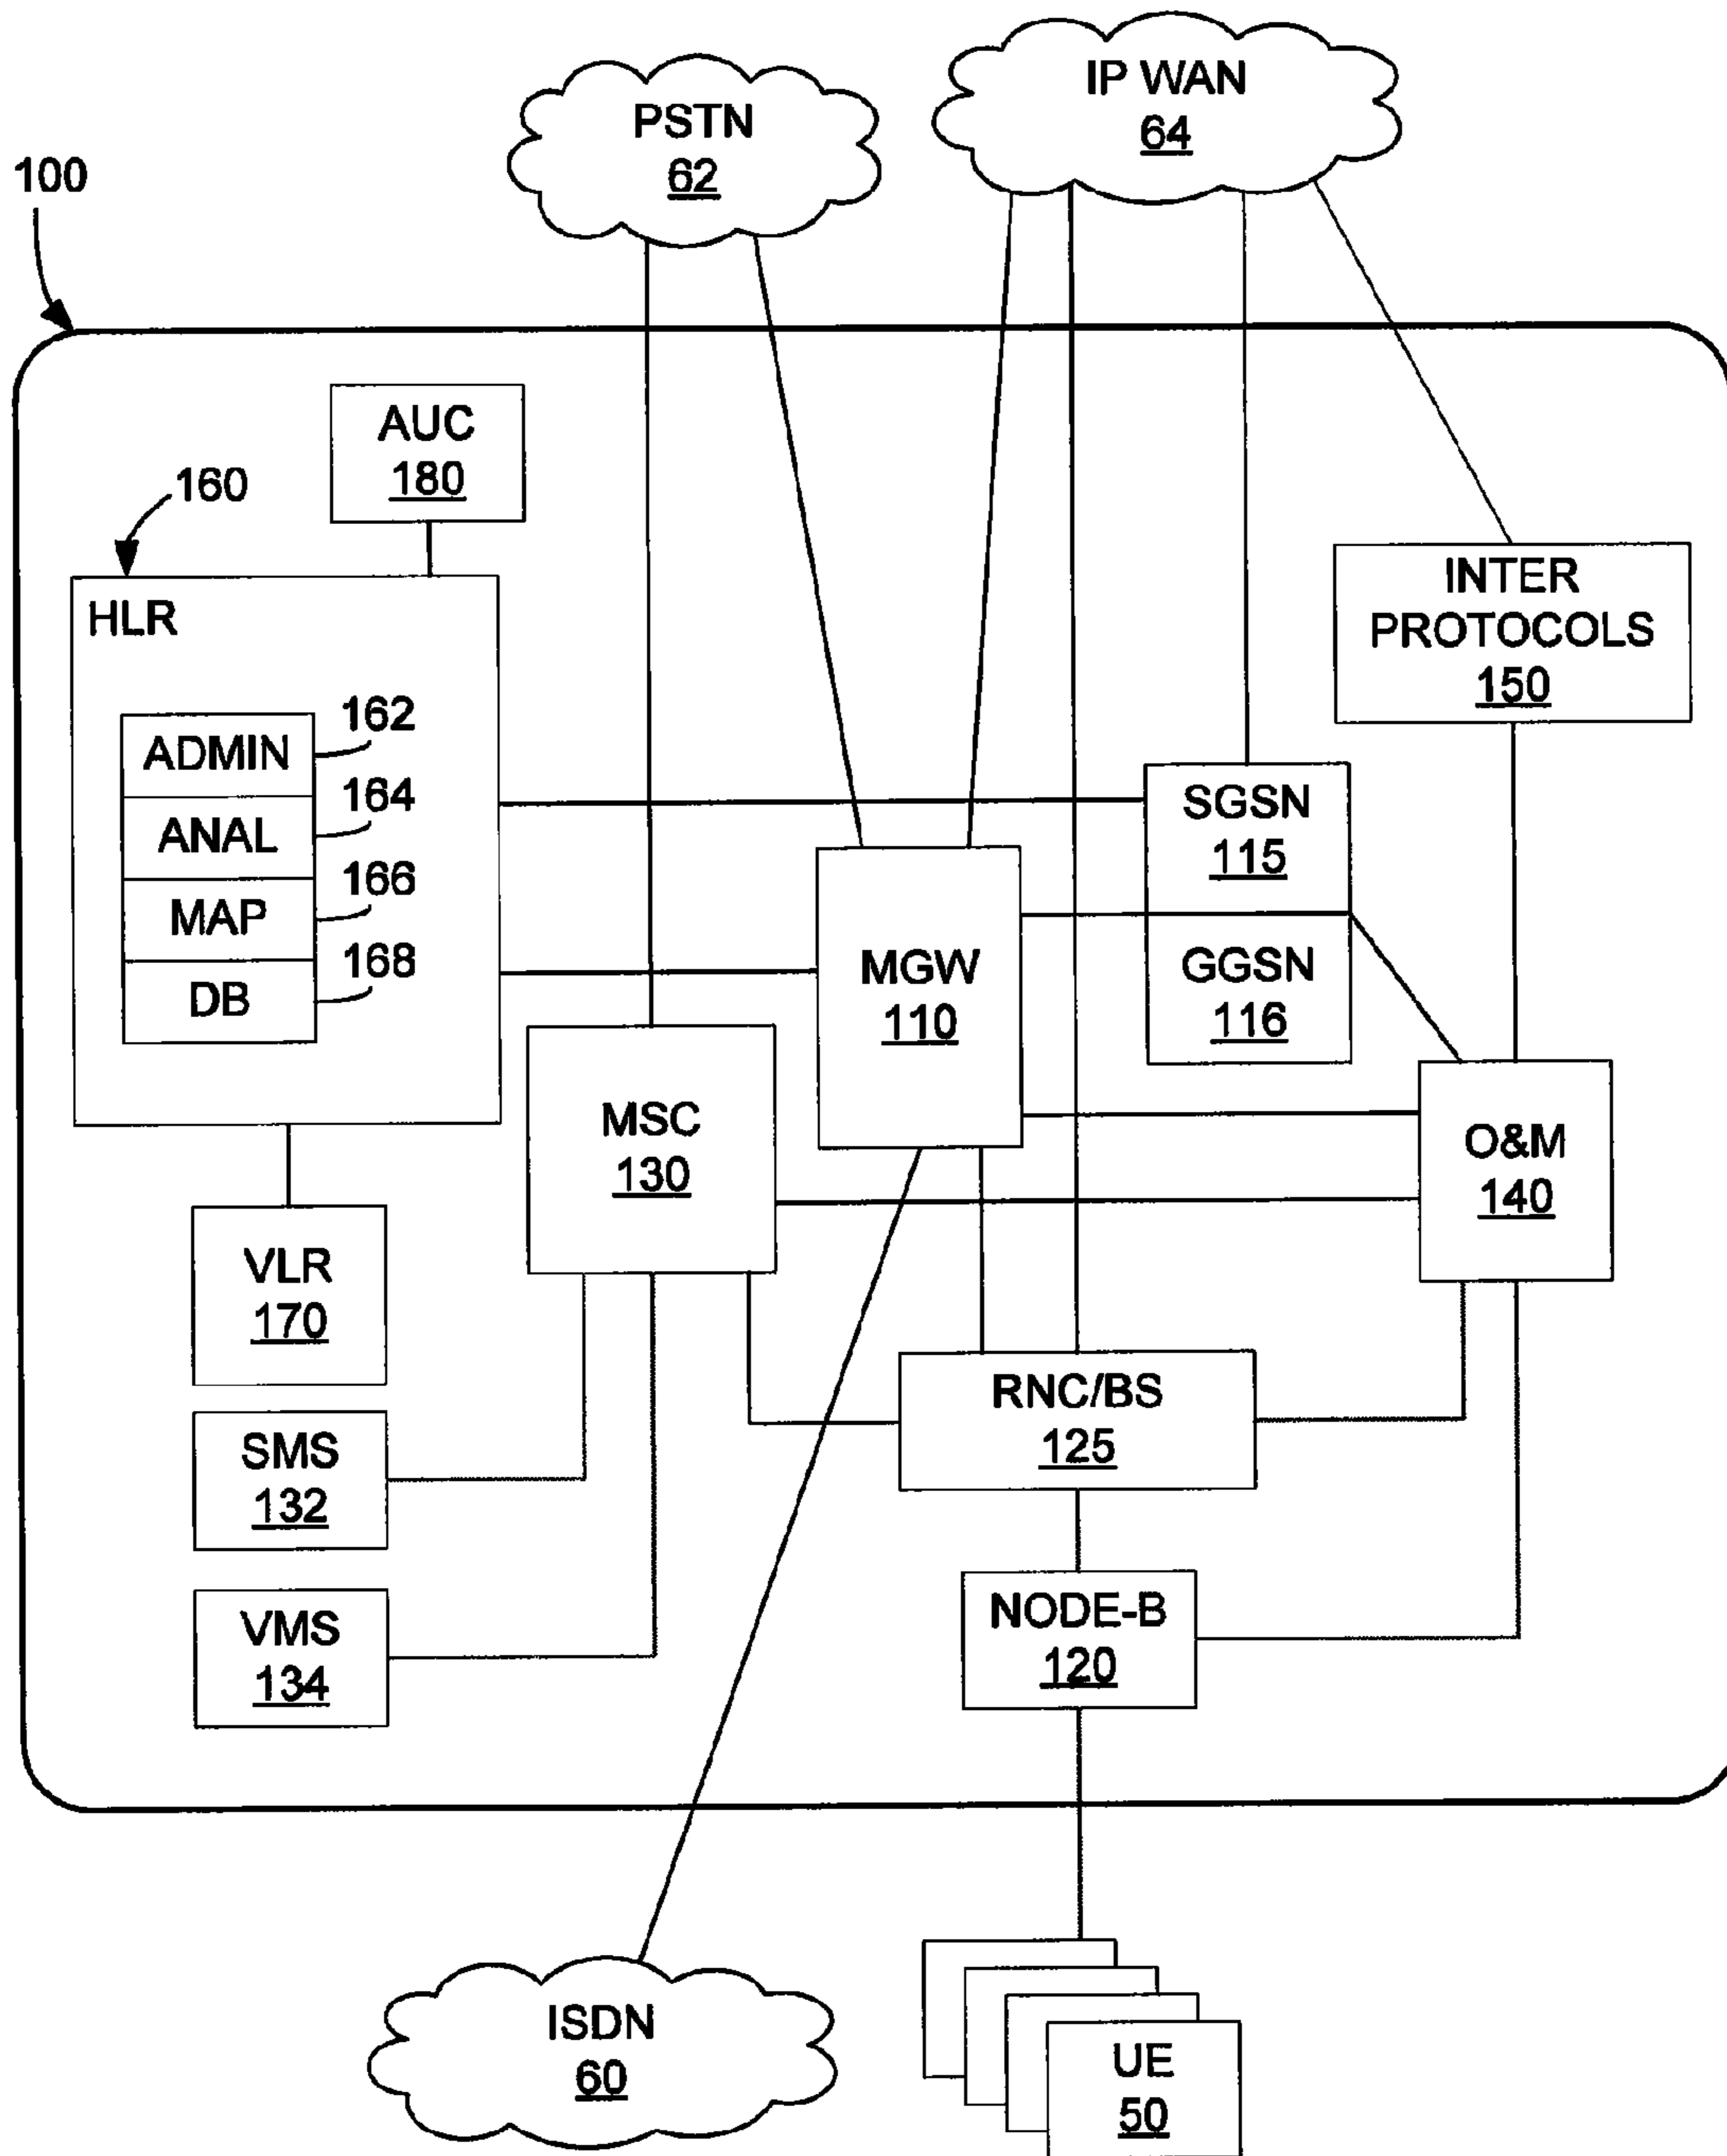 PSTN
62
IP WAN
64
100
AUC
180
160
HLR
INTER
PROTOCOLS
150
ADMIN
162
ANAL
164
MAP
166
DB
168
SGSN
115
GGSN
116
MGW
110
MSC
130
O&M
140
VLR
170
RNC/BS
125
SMS
132
NODE-B
120
VMS
134
ISDN
60
UE
50